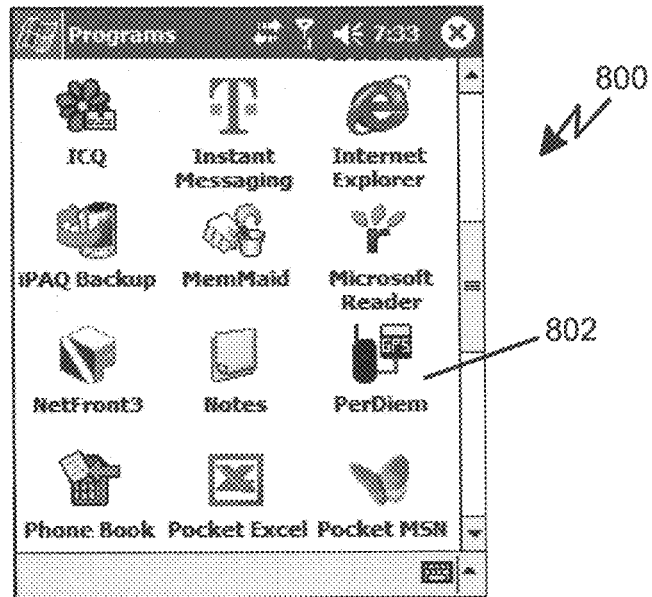 Programs 7:33
800
ICQ Instant Messaging Internet Explorer
iPAQ Backup MemMaid Microsoft Reader
802
GPS
NetFront3 Notes PerDiem
Phone Book Pocket Excel Pocket MSN